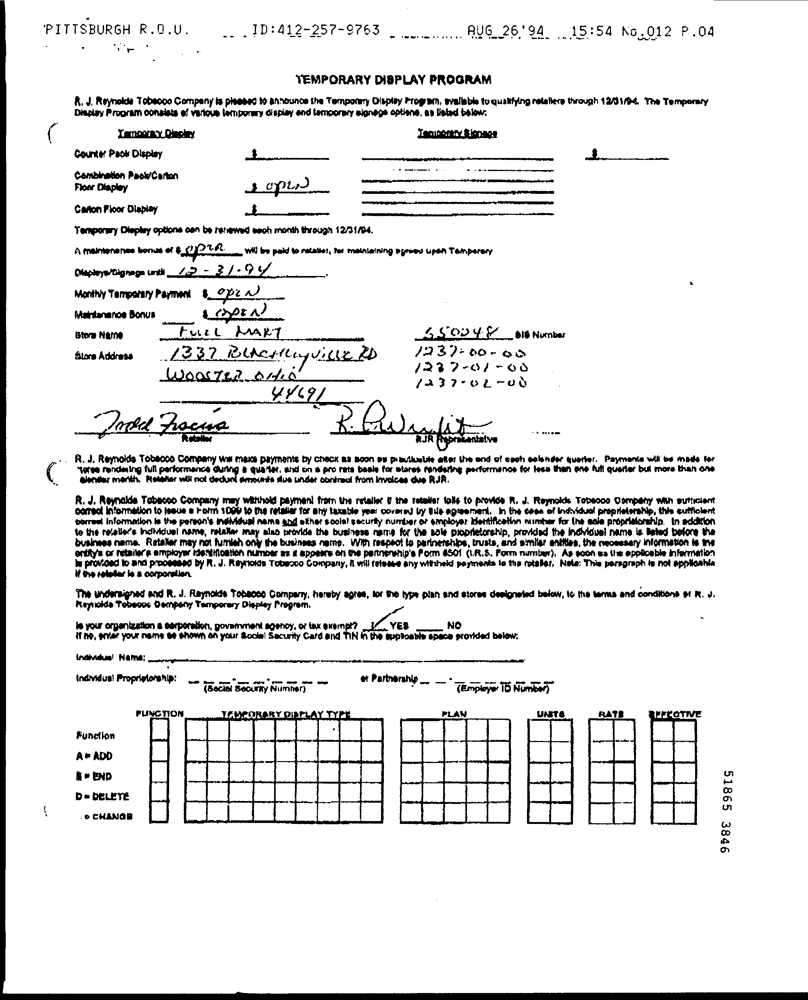 PITTSBURGH R.O.U. ID:412-257-9763 AUG 26'94 15:54 No.012 P.04
TEMPORARY DISPLAY PROGRAM
R. J. Reynolds Tobacco Company is pleased to announce the Temporary Display Program, available to qualifying retailers through 12/31/94. The Temporary
Display Program consists of various temporary display and temporary signage options, as listed below:
Temporary Display Temporary Signage
Counter Pack Display $ $
Combination Pack/Carton
Floor Display $ OPEN
Carton Floor Display $
Temporary Display options can be renewed each month through 12/31/94.
A maintenance bonus of $ OPEN will be paid to retailer, for maintaining agreed upon Temporary
Displays/Signage until 12-31-94.
Monthly Temporary Payment $ OPEN
Maintenance Bonus $ OPEN
Store Name FUEL MART 550248 SIS Number
Store Address 1337 RD 1237-00-00
WOOSTER OHIO 1237-01-00
44691 1237-02-00
Todd
Retailer RJR Representative
R. J. Reynolds Tobacco Company will make payments by check as soon as practicable after the end of each calendar quarter. Payments will be made for
stores rendering full performance during a quarter, and on a pro rata basis for stores rendering performance for less than one full quarter but more than one
calendar month. Retailer will not deduct amounts due under contract from invoices due RJR.
R. J. Reynolds Tobacco Company may withhold payment from the retailer if the retailer fails to provide R. J. Reynolds Tobacco Company with sufficient
correct information to issue a Form 1099 to the retailer for any taxable year covered by this agreement. In the case of individual proprietorship, this sufficient
correct information is the person's individual name and either social security number or employer identification number for the sole proprietorship. In addition
to the retailer's individual name, retailer may also provide the business name for the sole proprietorship, provided the individual name is listed before the
business name. Retailer may not furnish only the business name. With respect to partnerships, trusts, and similar entities, the necessary information is the
entity's or retailer's employer identification number as it appears on the partnership's Form 8501 (I.R.S. Form number). As soon as the applicable information
is provided to and processed by R. J. Reynolds Tobacco Company, it will release any withheld payments to the retailer. Note: This paragraph is not applicable
if the retailer is a corporation.
The undersigned and R. J. Reynolds Tobacco Company, hereby agree, for the type plan and stores designated below, to the terms and conditions of R. J.
Reynolds Tobacco Company Temporary Display Program.
Is your organization a corporation, government agency, or tax exempt? ✓ YES NO
If no, enter your name as shown on your Social Security Card and TIN in the applicable space provided below:
Individual Name:
Individual Proprietorship: - - or Partnership -
(Social Security Number) (Employer ID Number)
FUNCTION TEMPORARY DISPLAY TYPE PLAN UNITS RATE EFFECTIVE
Function
A = ADD
E = END
D = DELETE
= CHANGE
51865 3846